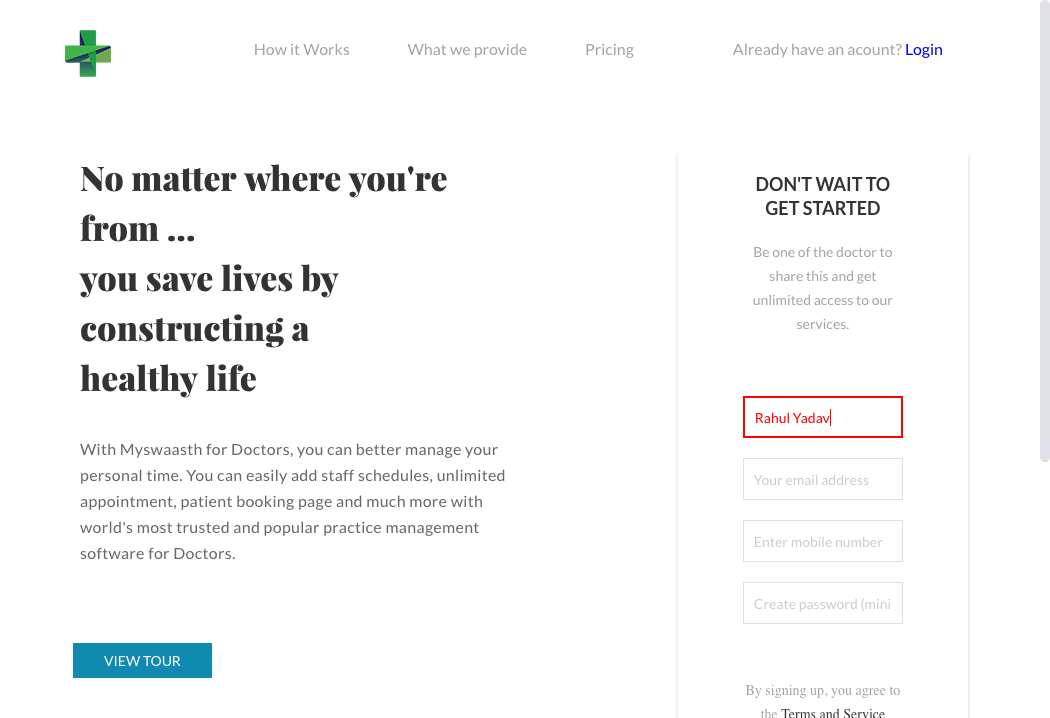 How it Works
What we provide
Pricing
Already have an acount? Login
No matter where you're
from ...
you save lives by
constructing a
healthy life
With Myswaasth for Doctors, you can better manage your
personal time. You can easily add staff schedules, unlimited
appointment, patient booking page and much more with
world's most trusted and popular practice management
software for Doctors.
VIEW TOUR
DON'T WAIT TO
GET STARTED
Be one of the doctor to
share this and get
unlimited access to our
services.
Rahul Yadav
Your email address
Enter mobile number
Create password (mini
By signing up, you agree to
the Terms and Service